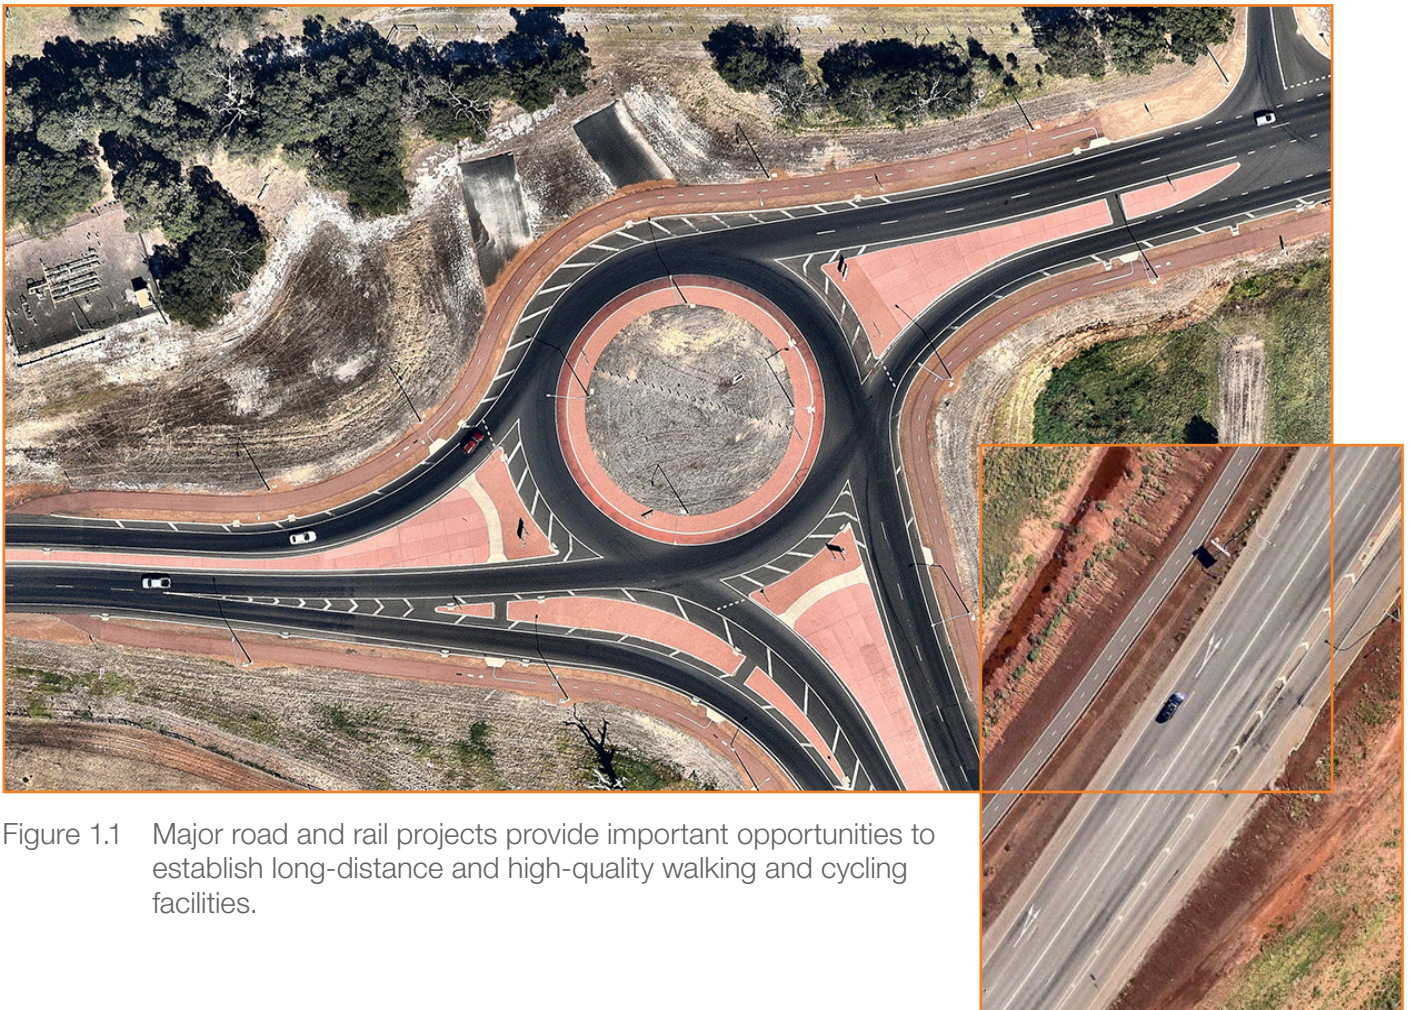 Figure 1.1 Major road and rail projects provide important opportunities to
establish long-distance and high-quality walking and cycling
facilities.